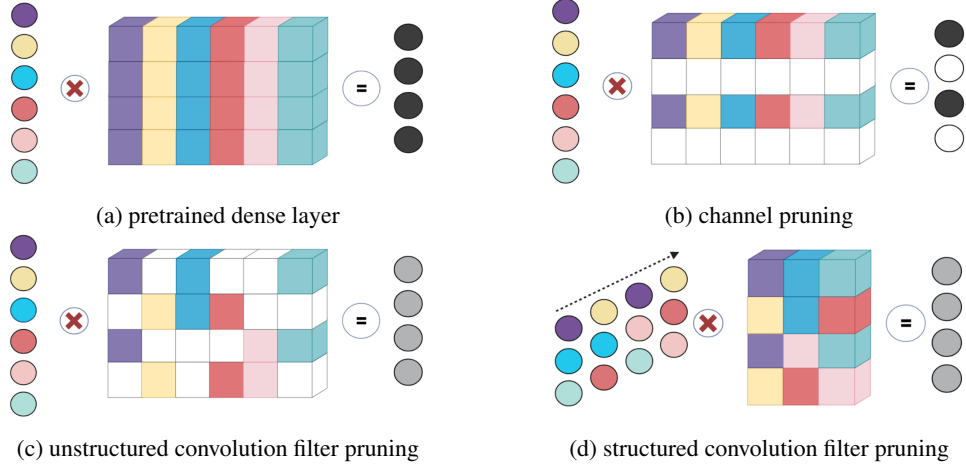 =
=
(a) pretrained dense layer
(b) channel pruning
=
=
(c) unstructured convolution filter pruning
(d) structured convolution filter pruning